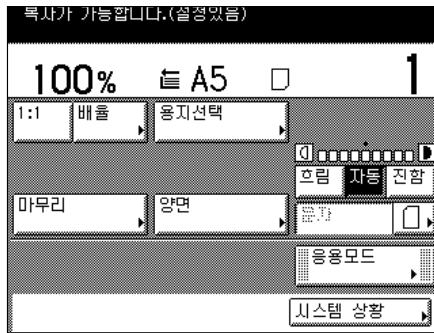 복사가 가능합니다.(설정있음)
100% A5 1
1:1 배율 용지선택
흐림 자동 진함
마무리 양면 문자
응용모드
시스템 상황